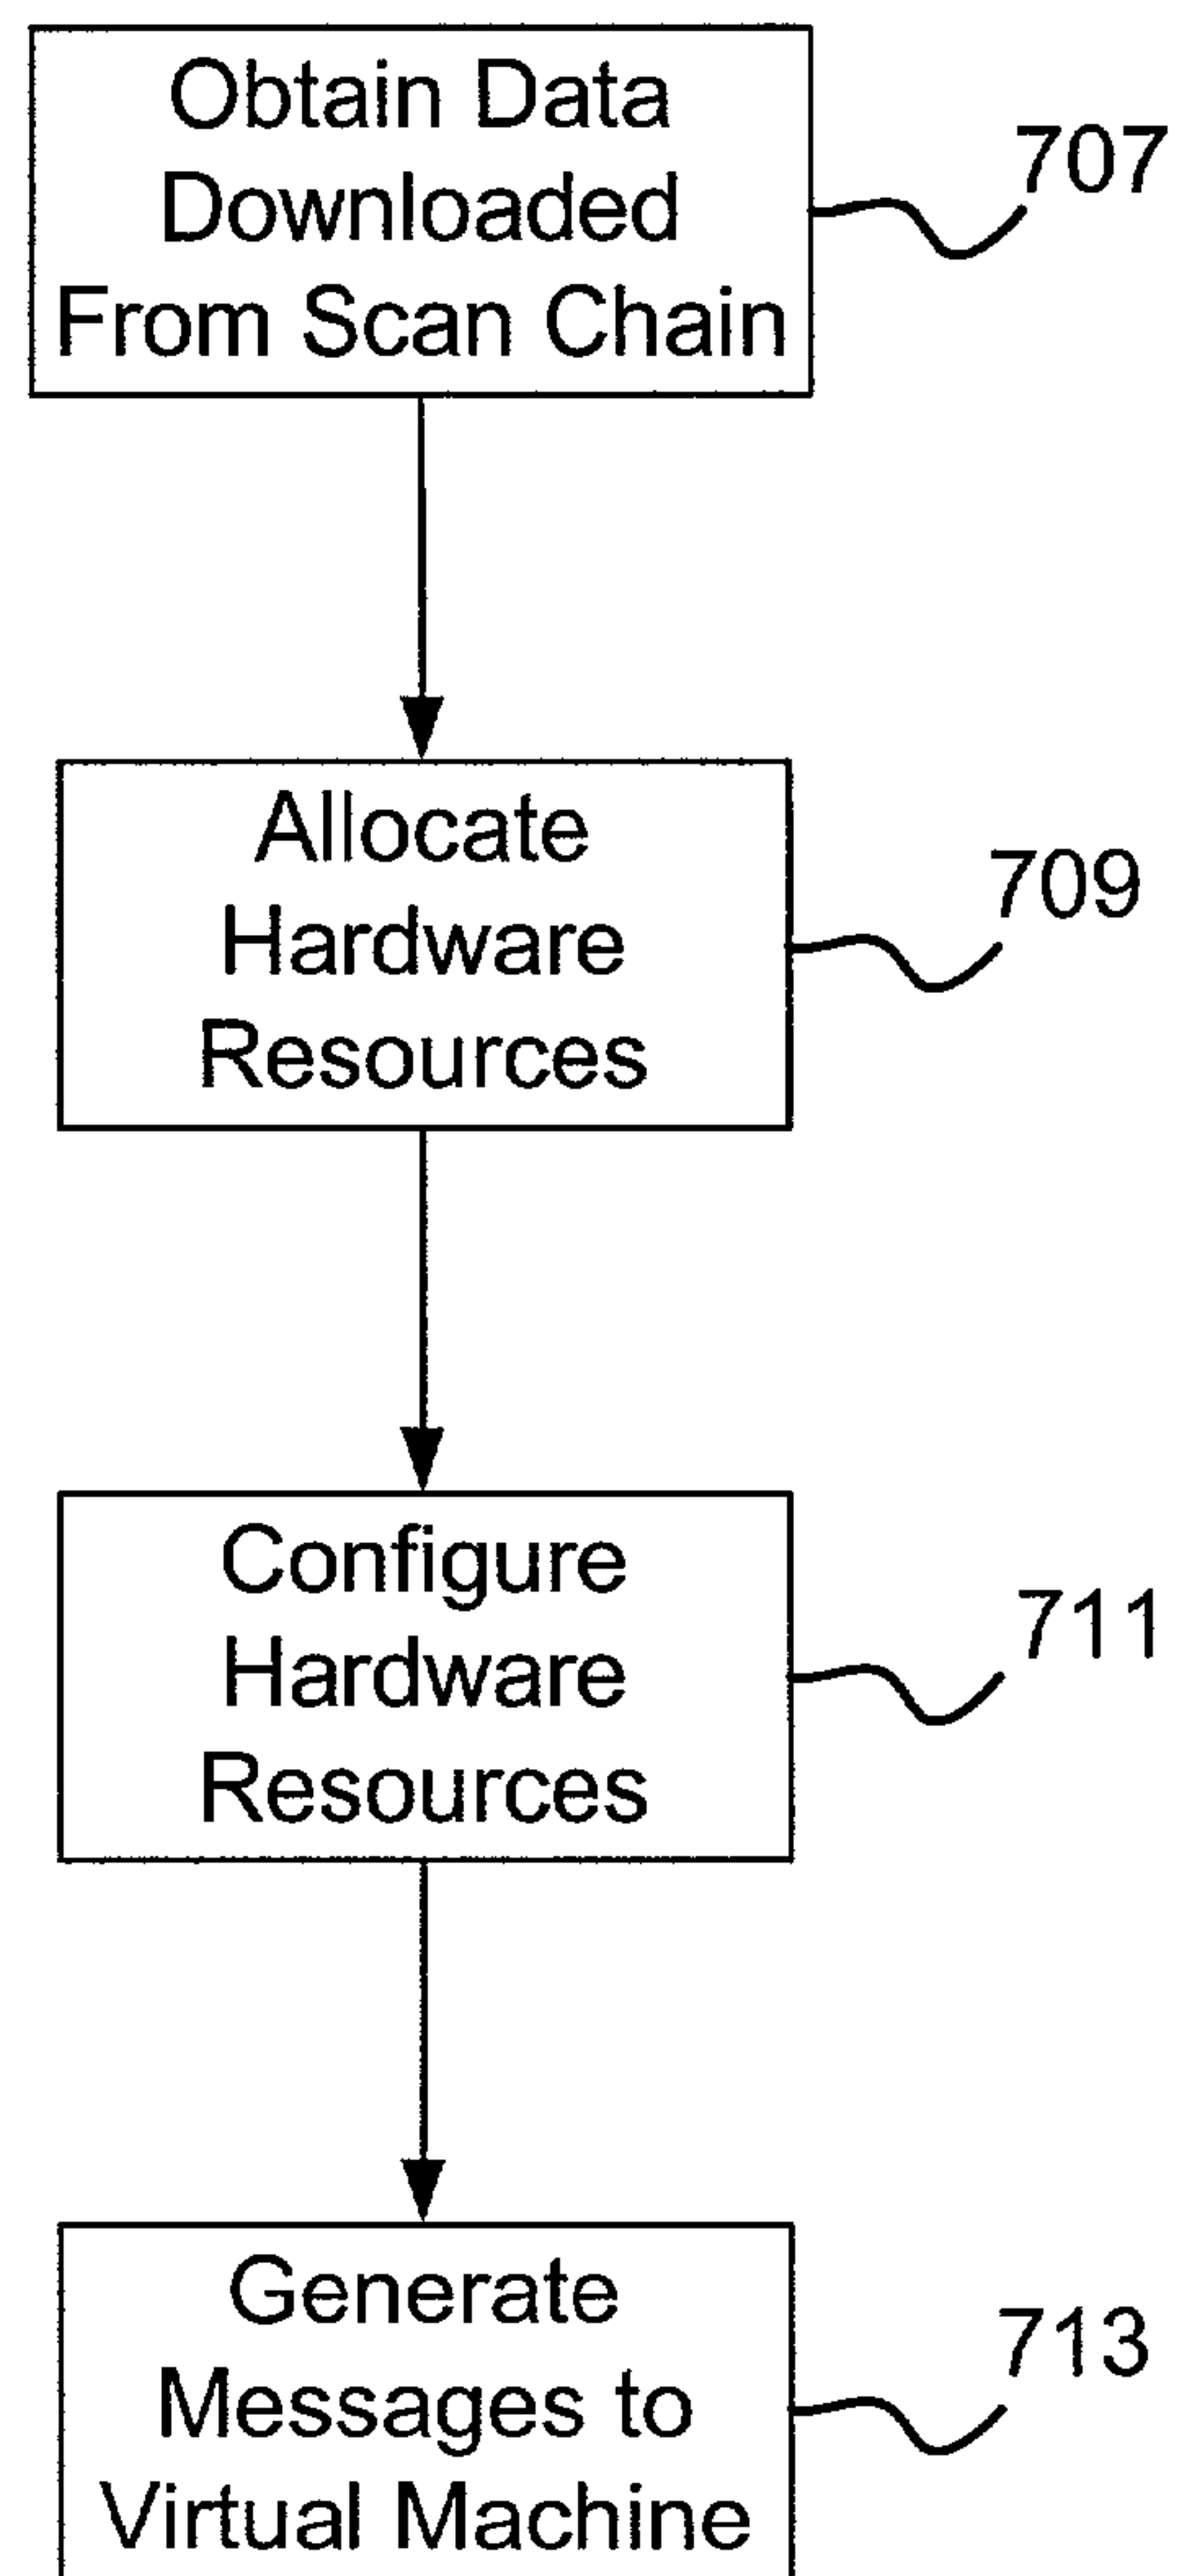 Obtain Data
Downloaded
From Scan Chain
707
Allocate
Hardware
Resources
709
Configure
Hardware
Resources
711
Generate
Messages to
Virtual Machine
713